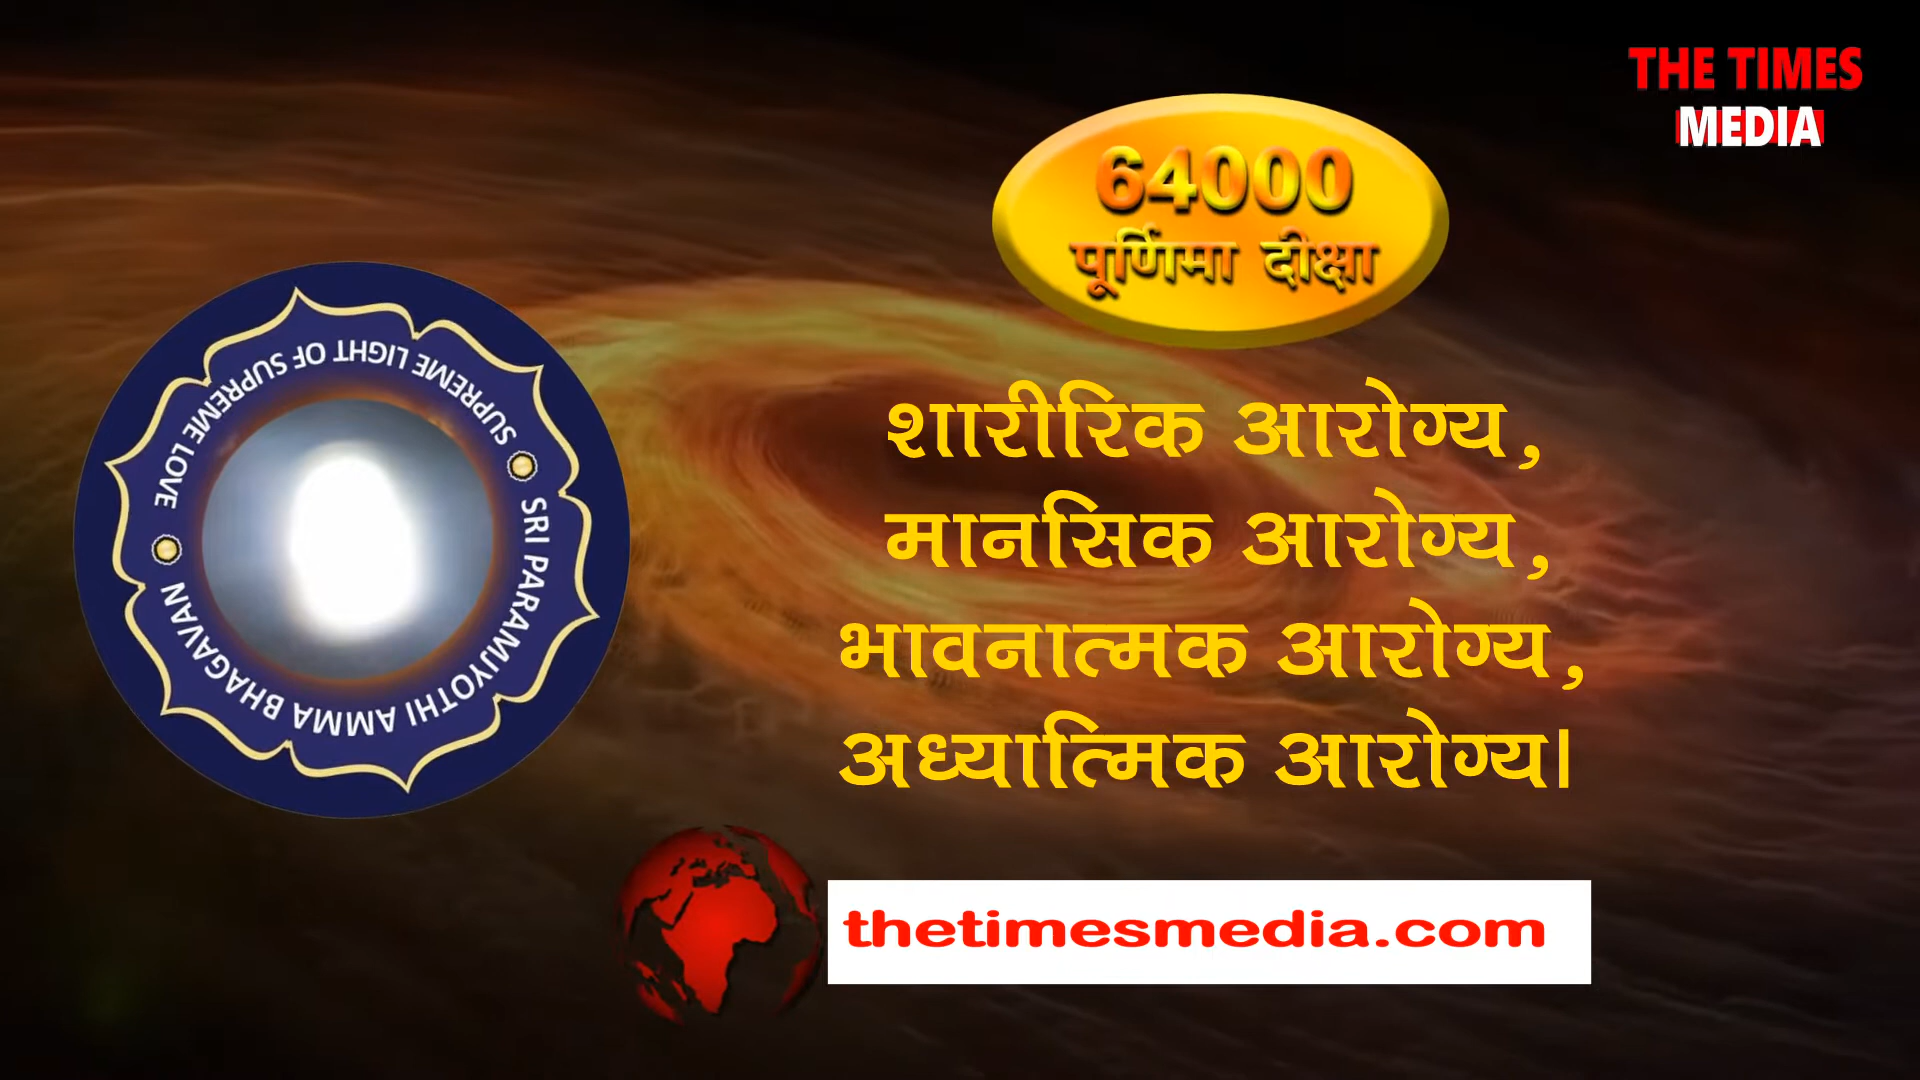 THE TIMES
MEDIA
64000
पूर्णिमा दीक्षा
SUPREME LIGHT OF SUPREME LOVE
SRI PARAMJYOTHI AMMA BHAGAVAN
शारीरिक आरोग्य,
मानसिक आरोग्य,
भावनात्मक आरोग्य,
अध्यात्मिक आरोग्य।
thetimesmedia.com